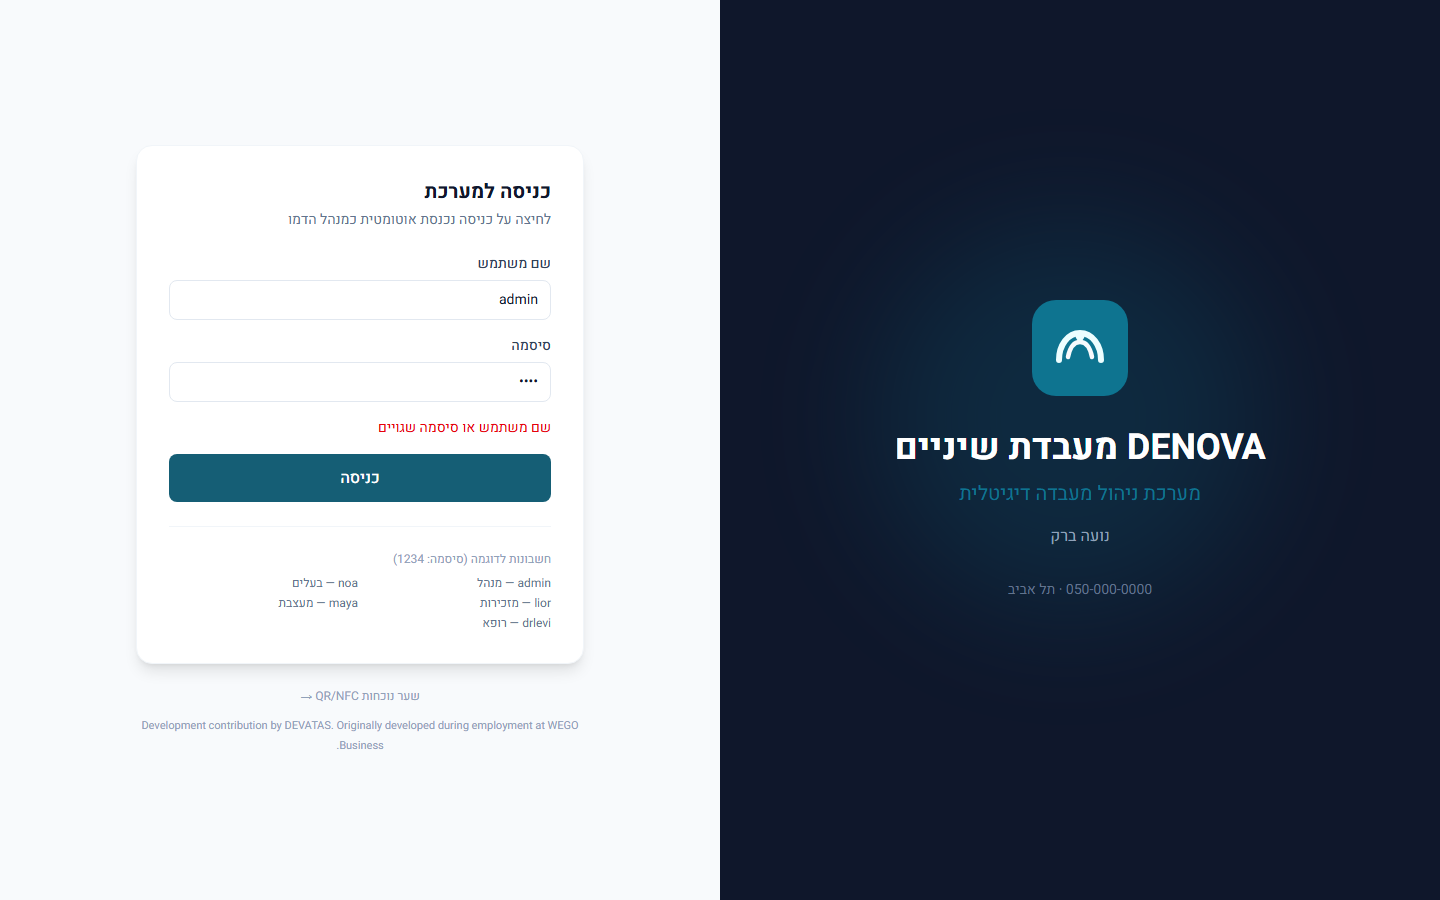 DENOVA מעבדת שיניים
מערכת ניהול מעבדה דיגיטלית
נועה ברק
050-000-0000 · תל אביב
כניסה למערכת
לחיצה על כניסה נכנסת אוטומטית כמנהל הדמו
שם משתמש
admin
סיסמה
••••
שם משתמש או סיסמה שגויים
כניסה
חשבונות לדוגמה (סיסמה: 1234)
admin — מנהל
noa — בעלים
lior — מזכירות
maya — מעצבת
drlevi — רופא
שער נוכחות QR/NFC →
Development contribution by DEVATAS. Originally developed during employment at WEGO
.Business